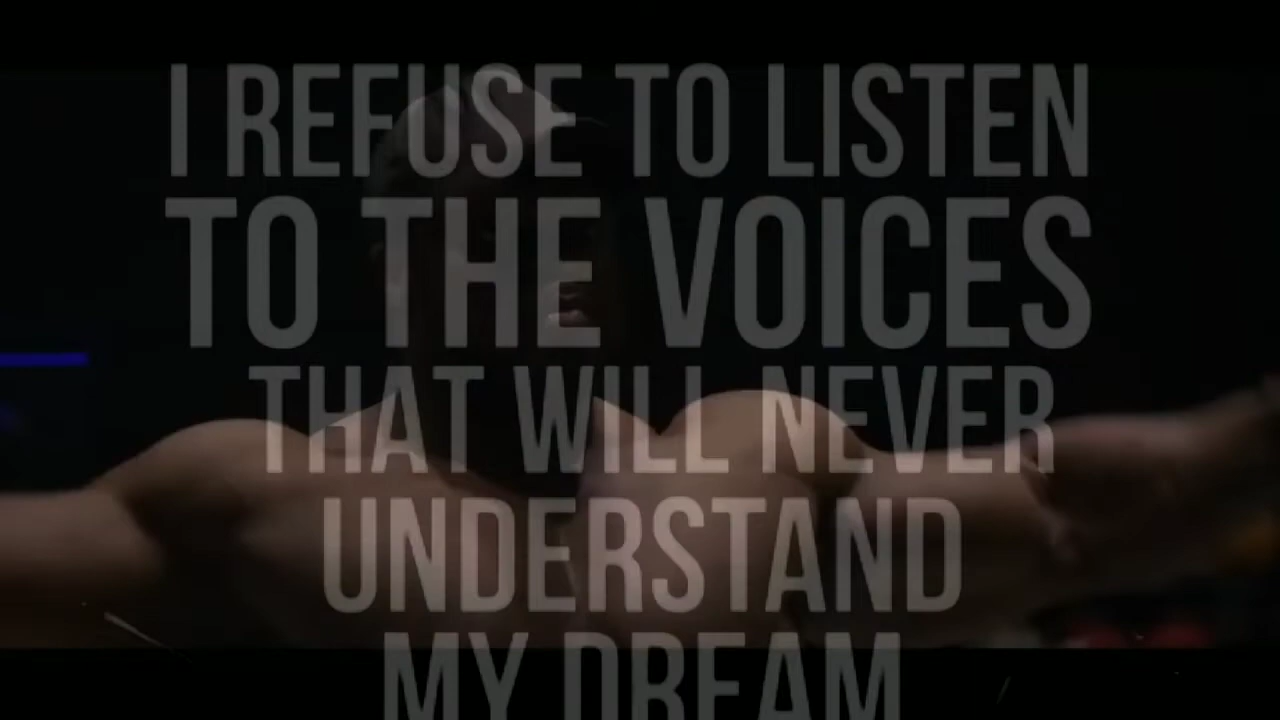 I REFUSE TO LISTEN
TO THE VOICES
THAT WILL NEVER
UNDERSTAND
MY DREAM